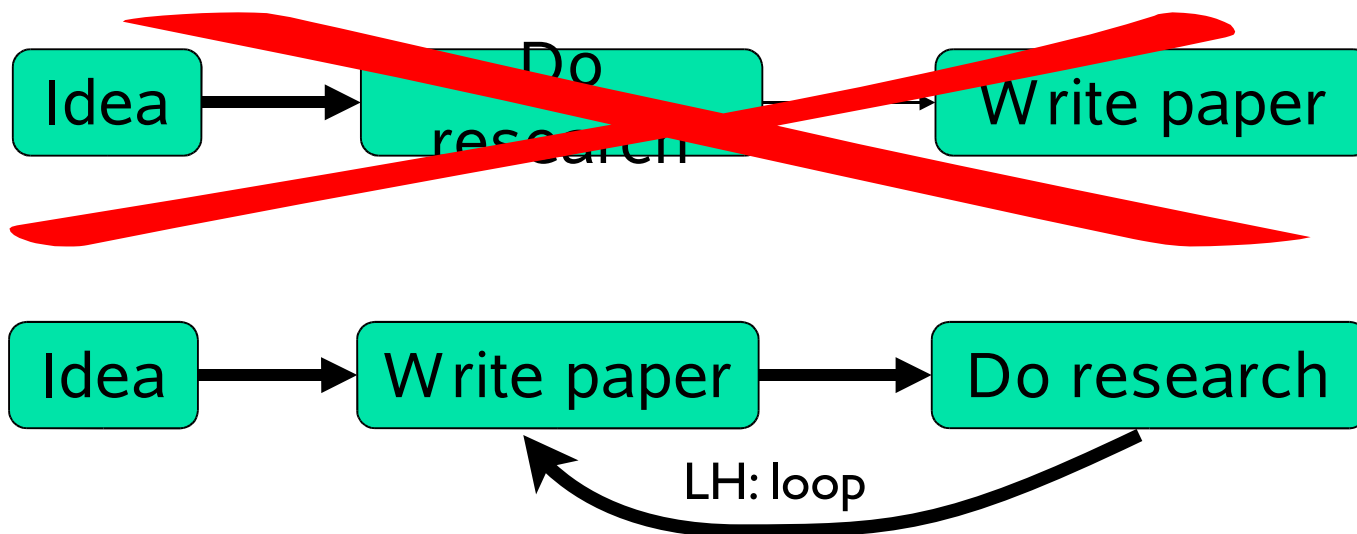 Idea
Do
research
Write paper
Idea
Write paper
Do research
LH: loop